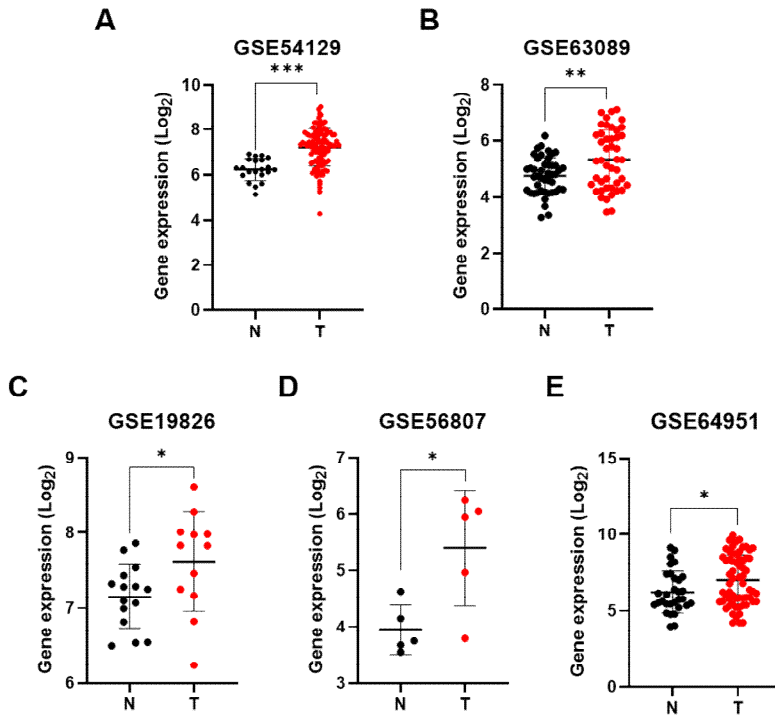 A
GSE54129
***
Gene expression (Log2)
10
8
6
4
2
0
N
T
B
GSE63089
**
Gene expression (Log2)
8
6
4
2
0
N
T
C
GSE19826
*
Gene expression (Log2)
9
8
7
6
N
T
D
GSE56807
*
Gene expression (Log2)
7
6
5
4
3
N
T
E
GSE64951
*
Gene expression (Log2)
15
10
5
0
N
T